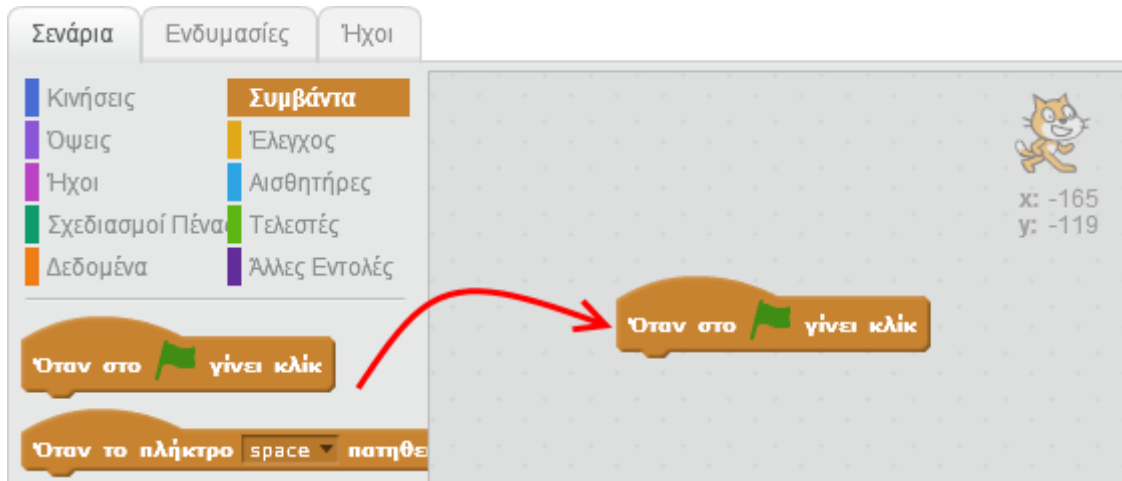 Σενάρια Ενδυμασίες Ήχοι
Κινήσεις Συμβάντα
Όψεις Έλεγχος
Ήχοι Αισθητήρες
Σχεδιασμοί Πένας Τελεστές
Δεδομένα Άλλες Εντολές
x: -165
y: -119
Όταν στο γίνει κλίκ
Όταν στο γίνει κλίκ
Όταν το πλήκτρο space πατηθε